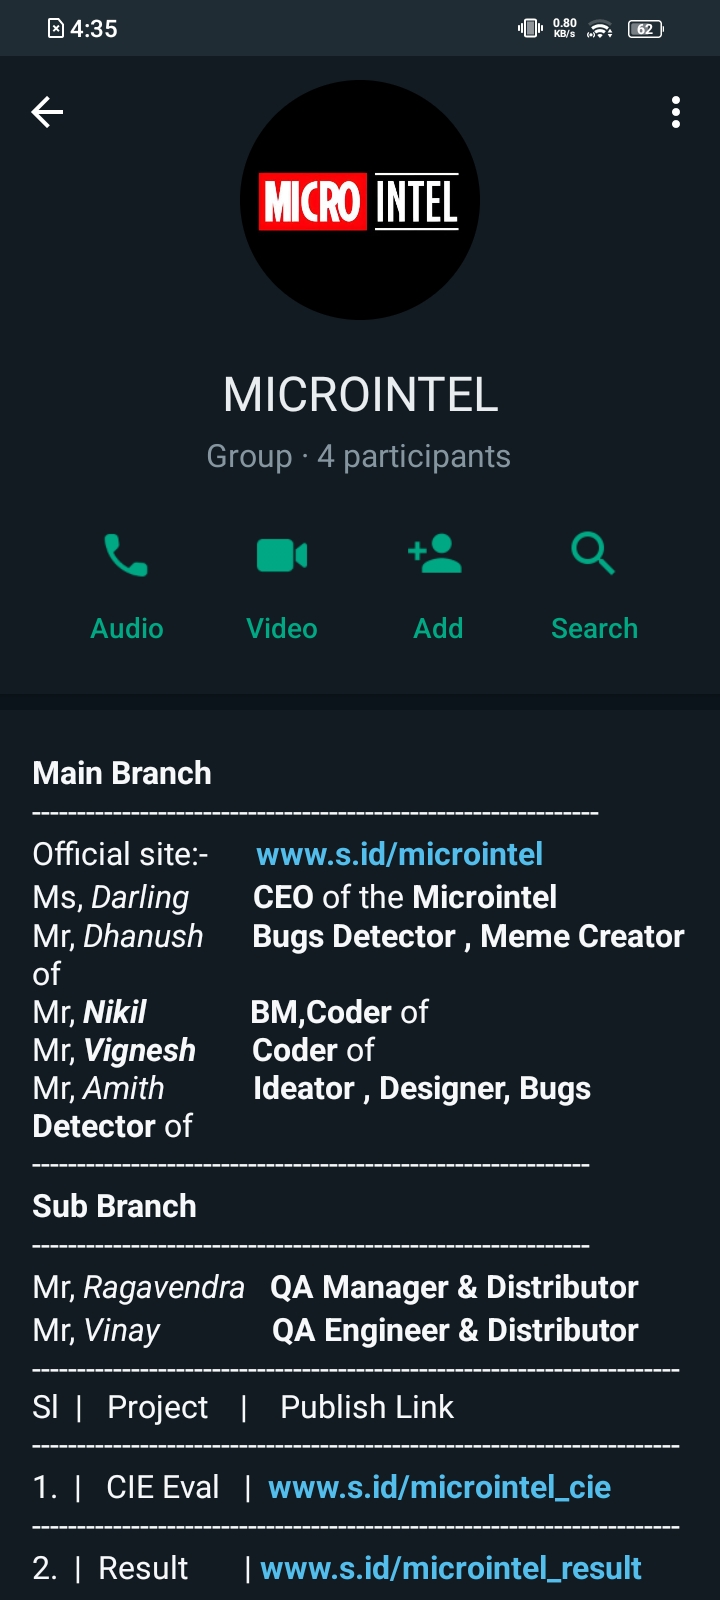 4:35
0.80
KB/s
62
MICRO INTEL
MICROINTEL
Group · 4 participants
Audio Video Add Search
Main Branch
---------------------------------------------------------------
Official site:- www.s.id/microintel
Ms, Darling CEO of the Microintel
Mr, Dhanush Bugs Detector , Meme Creator
of
Mr, Nikil BM,Coder of
Mr, Vignesh Coder of
Mr, Amith Ideator , Designer, Bugs
Detector of
--------------------------------------------------------------
Sub Branch
--------------------------------------------------------------
Mr, Ragavendra QA Manager & Distributor
Mr, Vinay QA Engineer & Distributor
------------------------------------------------------------------------
Sl | Project | Publish Link
------------------------------------------------------------------------
1. | CIE Eval | www.s.id/microintel_cie
------------------------------------------------------------------------
2. | Result | www.s.id/microintel_result